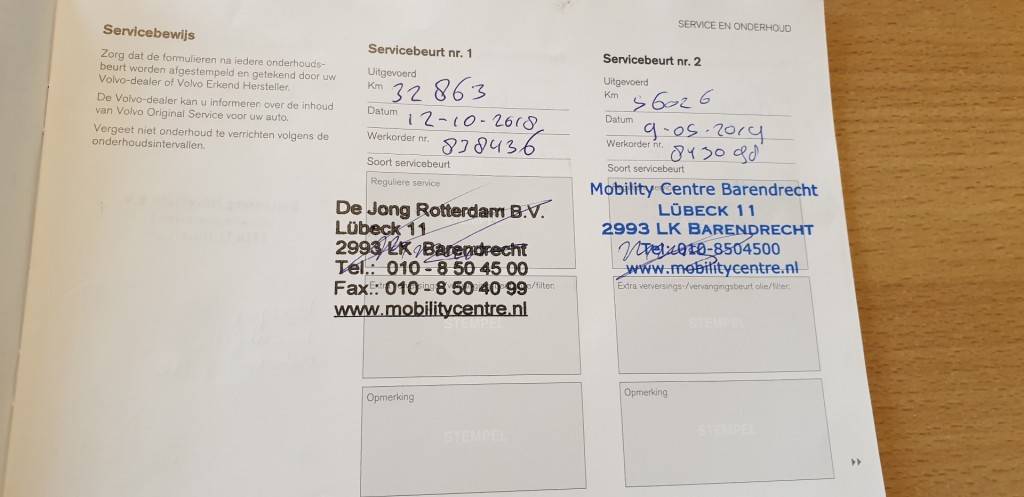 SERVICE EN ONDERHOUD
Servicebewijs
Zorg dat de formulieren na iedere onderhouds-
beurt worden afgestempeld en getekend door uw
Volvo-dealer of Volvo Erkend Hersteller.
De Volvo-dealer kan u informeren over de inhoud
van Volvo Original Service voor uw auto.
Vergeet niet onderhoud te verrichten volgens de
onderhoudsintervallen.
Servicebeurt nr. 1
Uitgevoerd
Km 32 863
Datum 12-10-2018
Werkorder nr. 838436
Soort servicebeurt
Reguliere service
De Jong Rotterdam B.V.
Lübeck 11
2993 LK Barendrecht
Tel.: 010 - 8 50 45 00
Fax.: 010 - 8 50 40 99
www.mobilitycentre.nl
STEMPEL
Opmerking
STEMPEL
Servicebeurt nr. 2
Uitgevoerd
Km 56026
Datum 9-05-2019
Werkorder nr. 843098
Soort servicebeurt
Mobility Centre Barendrecht
LÜBECK 11
2993 LK BARENDRECHT
Tel.: 010-8504500
www.mobilitycentre.nl
Extra verversings-/vervangingsbeurt olie/filter:
STEMPEL
Opmerking
STEMPEL